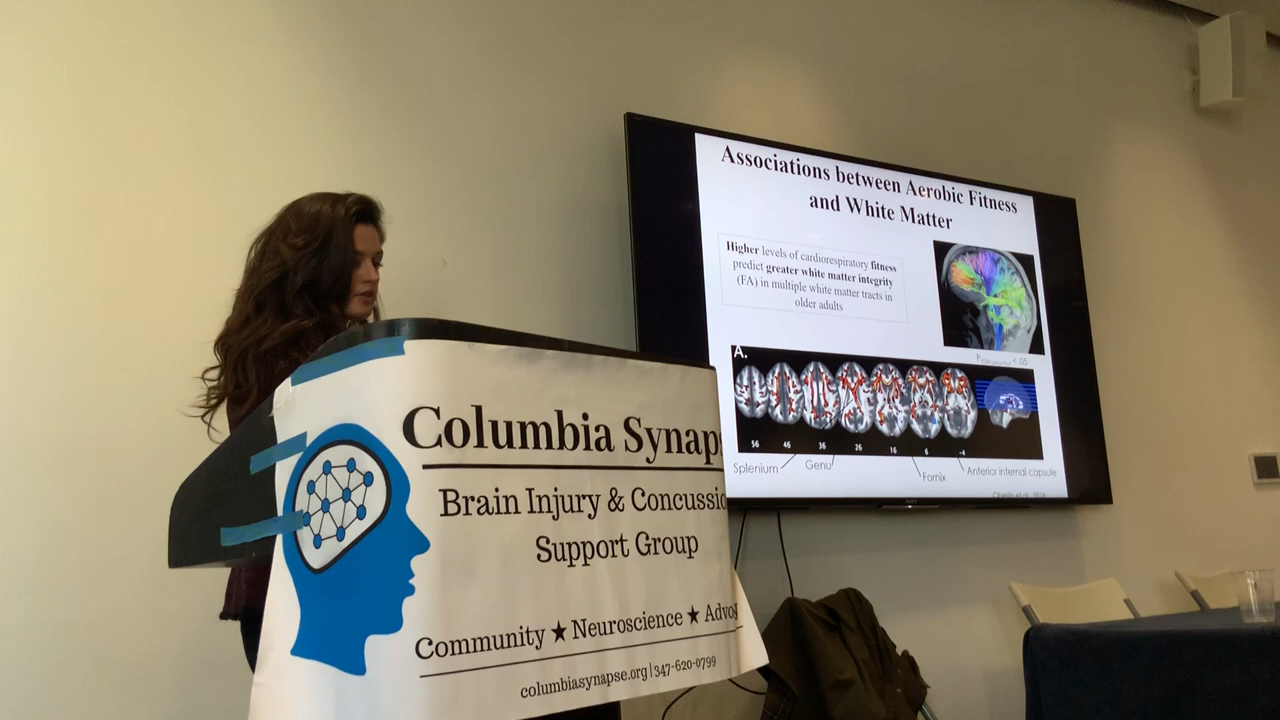 Associations between Aerobic Fitness
and White Matter
Higher levels of cardiorespiratory fitness
predict greater white matter integrity
(FA) in multiple white matter tracts in
older adults
< .05
A.
56 46 36 26 16 6 -4
Splenium Genu Fornix Anterior internal capsule
Columbia Synaps
Brain Injury & Concussio
Support Group
Community ★ Neuroscience ★ Advo
columbiasynapse.org | 347-620-0799